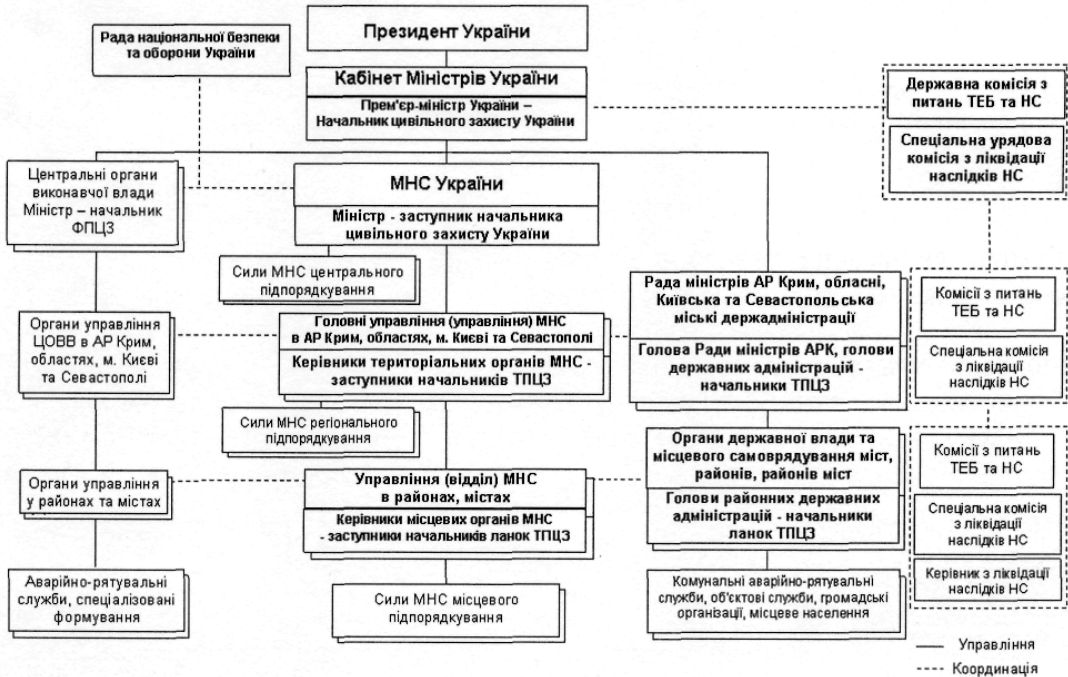 Президент України
Рада національної безпеки
та оборони України
Кабінет Міністрів України
Прем'єр-міністр України –
Начальник цивільного захисту України
Державна комісія з
питань ТЕБ та НС
Спеціальна урядова
комісія з ліквідації
наслідків НС
Центральні органи
виконавчої влади
Міністр – начальник
ФПЦЗ
МНС України
Міністр - заступник начальника
цивільного захисту України
Сили МНС центрального
підпорядкування
Рада міністрів АР Крим, обласні,
Київська та Севастопольська
міські держадміністрації
Голова Ради міністрів АРК, голови
державних адміністрацій -
начальники ТПЦЗ
Комісії з питань
ТЕБ та НС
Спеціальна комісія
з ліквідації
наслідків НС
Органи управління
ЦОВВ в АР Крим,
областях, м. Києві
та Севастополі
Головні управління (управління) МНС
в АР Крим, областях, м. Києві та Севастополі
Керівники територіальних органів МНС -
заступники начальників ТПЦЗ
Сили МНС регіонального
підпорядкування
Органи державної влади та
місцевого самоврядування міст,
районів, районів міст
Голови районних державних
адміністрацій - начальники
ланок ТПЦЗ
Комісії з питань
ТЕБ та НС
Спеціальна комісія
з ліквідації
наслідків НС
Керівник з ліквідації
наслідків НС
Органи управління
у районах та містах
Управління (відділ) МНС
в районах, містах
Керівники місцевих органів МНС
- заступники начальників ланок ТПЦЗ
Аварійно-рятувальні
служби, спеціалізовані
формування
Сили МНС місцевого
підпорядкування
Комунальні аварійно-рятувальні
служби, об'єктові служби, громадські
організації, місцеве населення
Управління
Координація